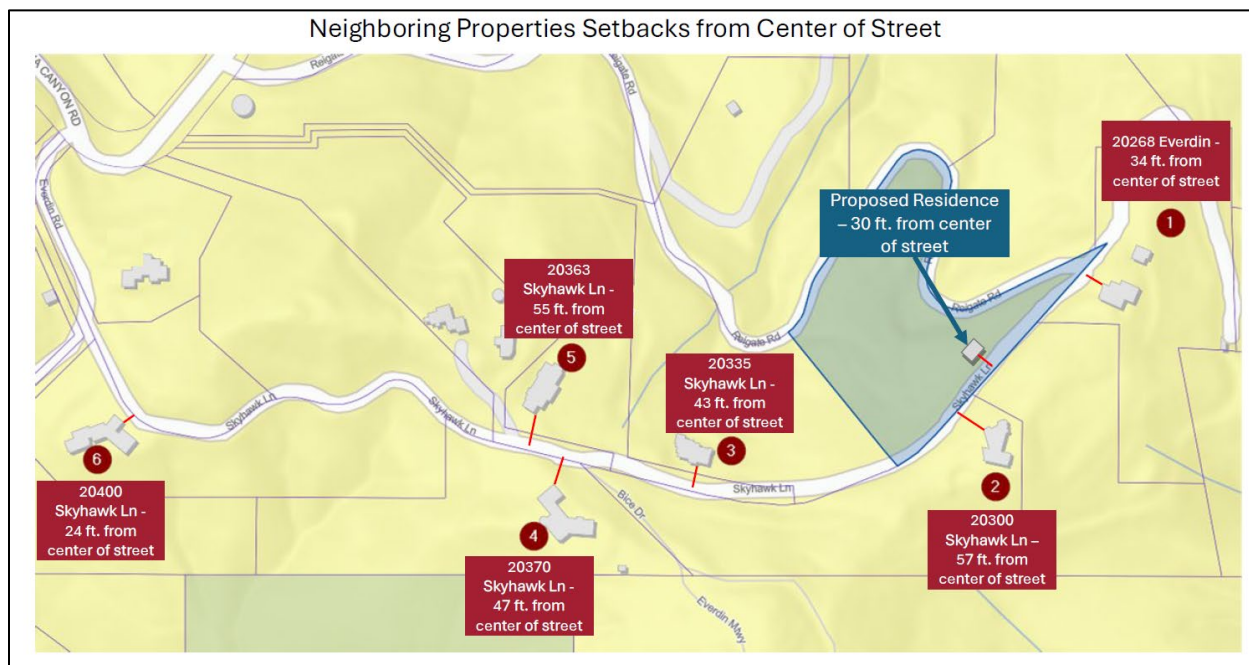 Neighboring Properties Setbacks from Center of Street
CANYON RD
Reigate Rd
20268 Everdin -
34 ft. from
center of street
1
Proposed Residence
– 30 ft. from center
of street
Everdin Rd
20363
Skyhawk Ln -
55 ft. from
center of street
5
Reigate Rd
Reigate Rd
20335
Skyhawk Ln -
43 ft. from
center of street
3
Skyhawk Ln
Skyhawk Ln
Skyhawk Ln
Skyhawk Ln
6
20400
Skyhawk Ln -
24 ft. from
center of street
4
20370
Skyhawk Ln -
47 ft. from
center of street
Bice Dr
2
20300
Skyhawk Ln –
57 ft. from
center of street
Everdin Mtwy